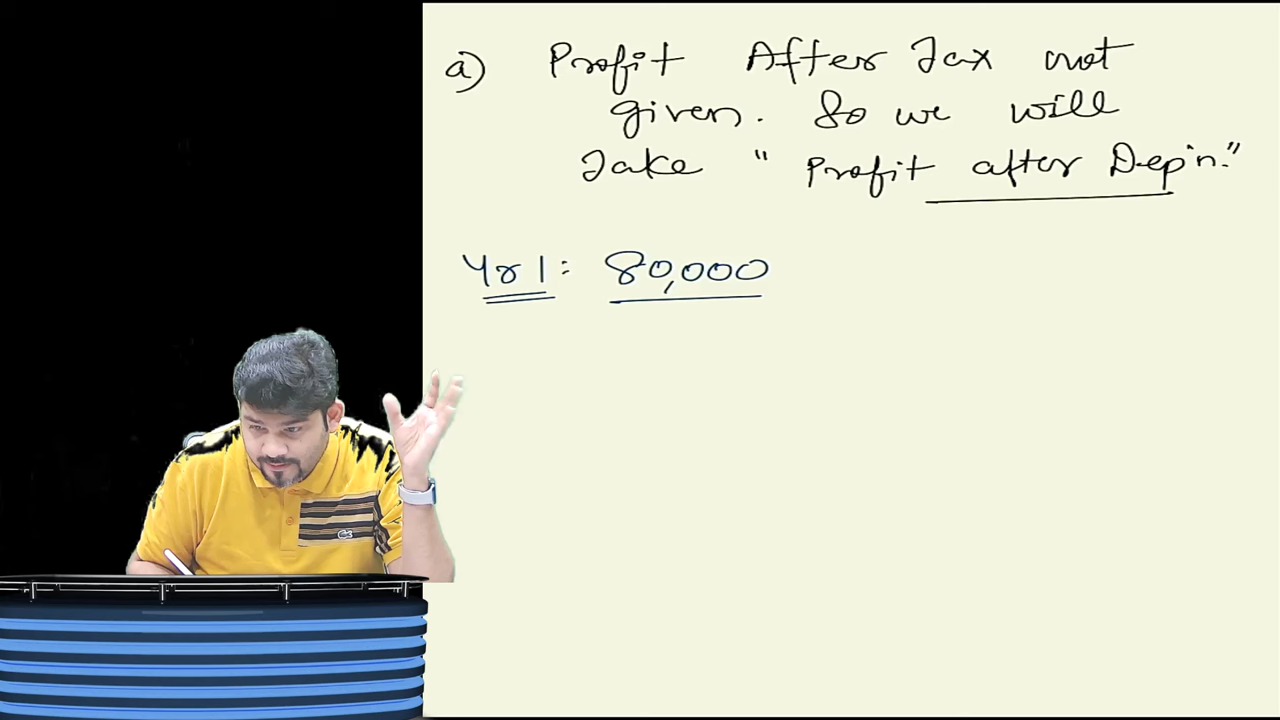 a) Profit After Tax not
given. So we will
Take " Profit after Dep'n."
Yr 1: 80,000